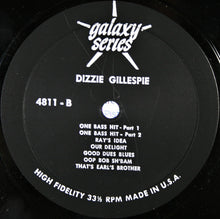 galaxy
series
DIZZIE GILLESPIE
4811 - B
ONE BASS HIT - Part 1
ONE BASS HIT - Part 2
RAY'S IDEA
OUR DELIGHT
GOOD DUES BLUES
OOP BOB SH'BAM
THAT'S EARL'S BROTHER
HIGH FIDELITY 33⅓ RPM MADE IN U.S.A.